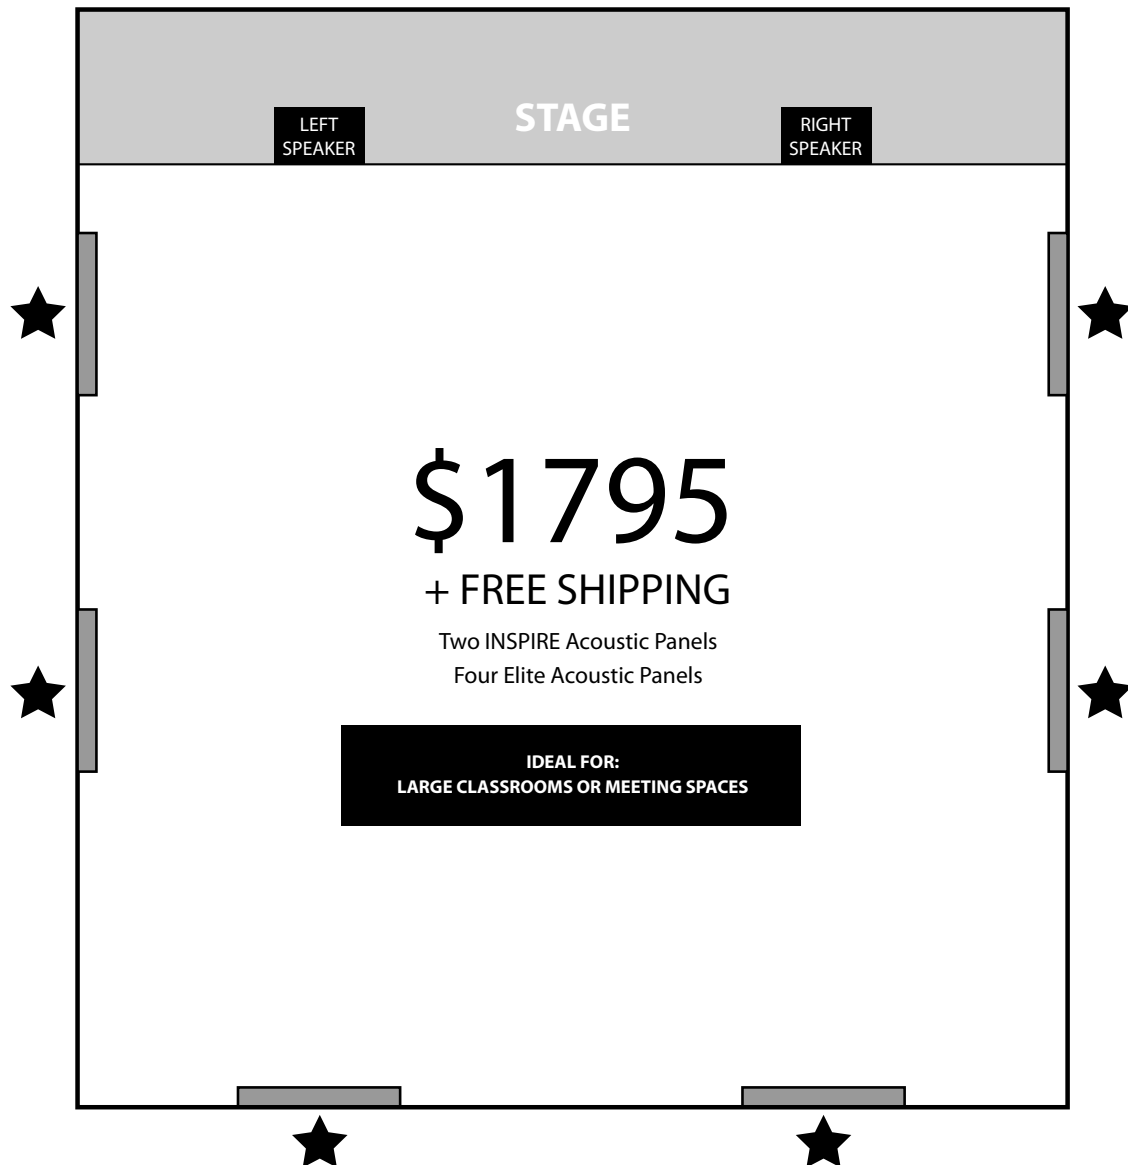 STAGE
LEFT
SPEAKER
RIGHT
SPEAKER
$1795
+ FREE SHIPPING
Two INSPIRE Acoustic Panels
Four Elite Acoustic Panels
IDEAL FOR:
LARGE CLASSROOMS OR MEETING SPACES